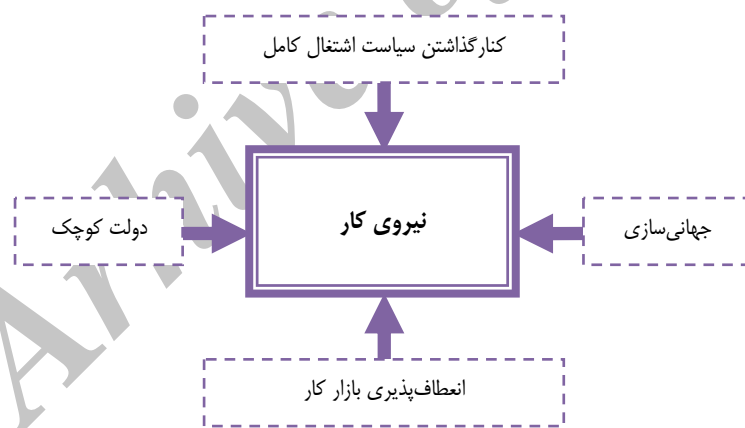 کنارگذاشتن سیاست اشتغال کامل
نیروی کار
جهانی‌سازی
دولت کوچک
انعطاف‌پذیری بازار کار